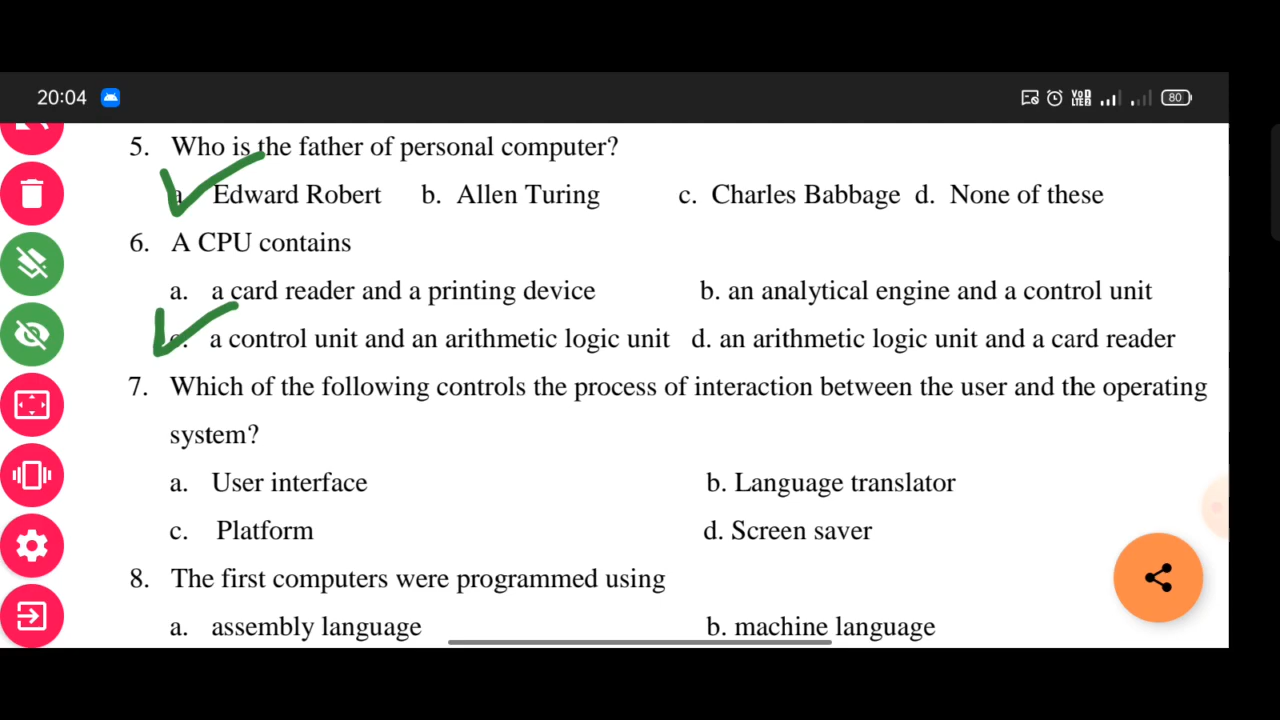 20:04
80
5. Who is the father of personal computer?
Edward Robert b. Allen Turing c. Charles Babbage d. None of these
6. A CPU contains
a. a card reader and a printing device b. an analytical engine and a control unit
c. a control unit and an arithmetic logic unit d. an arithmetic logic unit and a card reader
7. Which of the following controls the process of interaction between the user and the operating
system?
a. User interface b. Language translator
c. Platform d. Screen saver
8. The first computers were programmed using
a. assembly language b. machine language